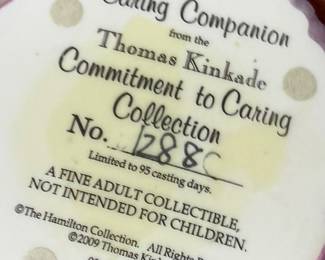 Caring Companion
from the
Thomas Kinkade
Commitment to Caring
Collection
No. 1288C
Limited to 95 casting days.
A FINE ADULT COLLECTIBLE,
NOT INTENDED FOR CHILDREN.
©The Hamilton Collection. All Rights
©2009 Thomas